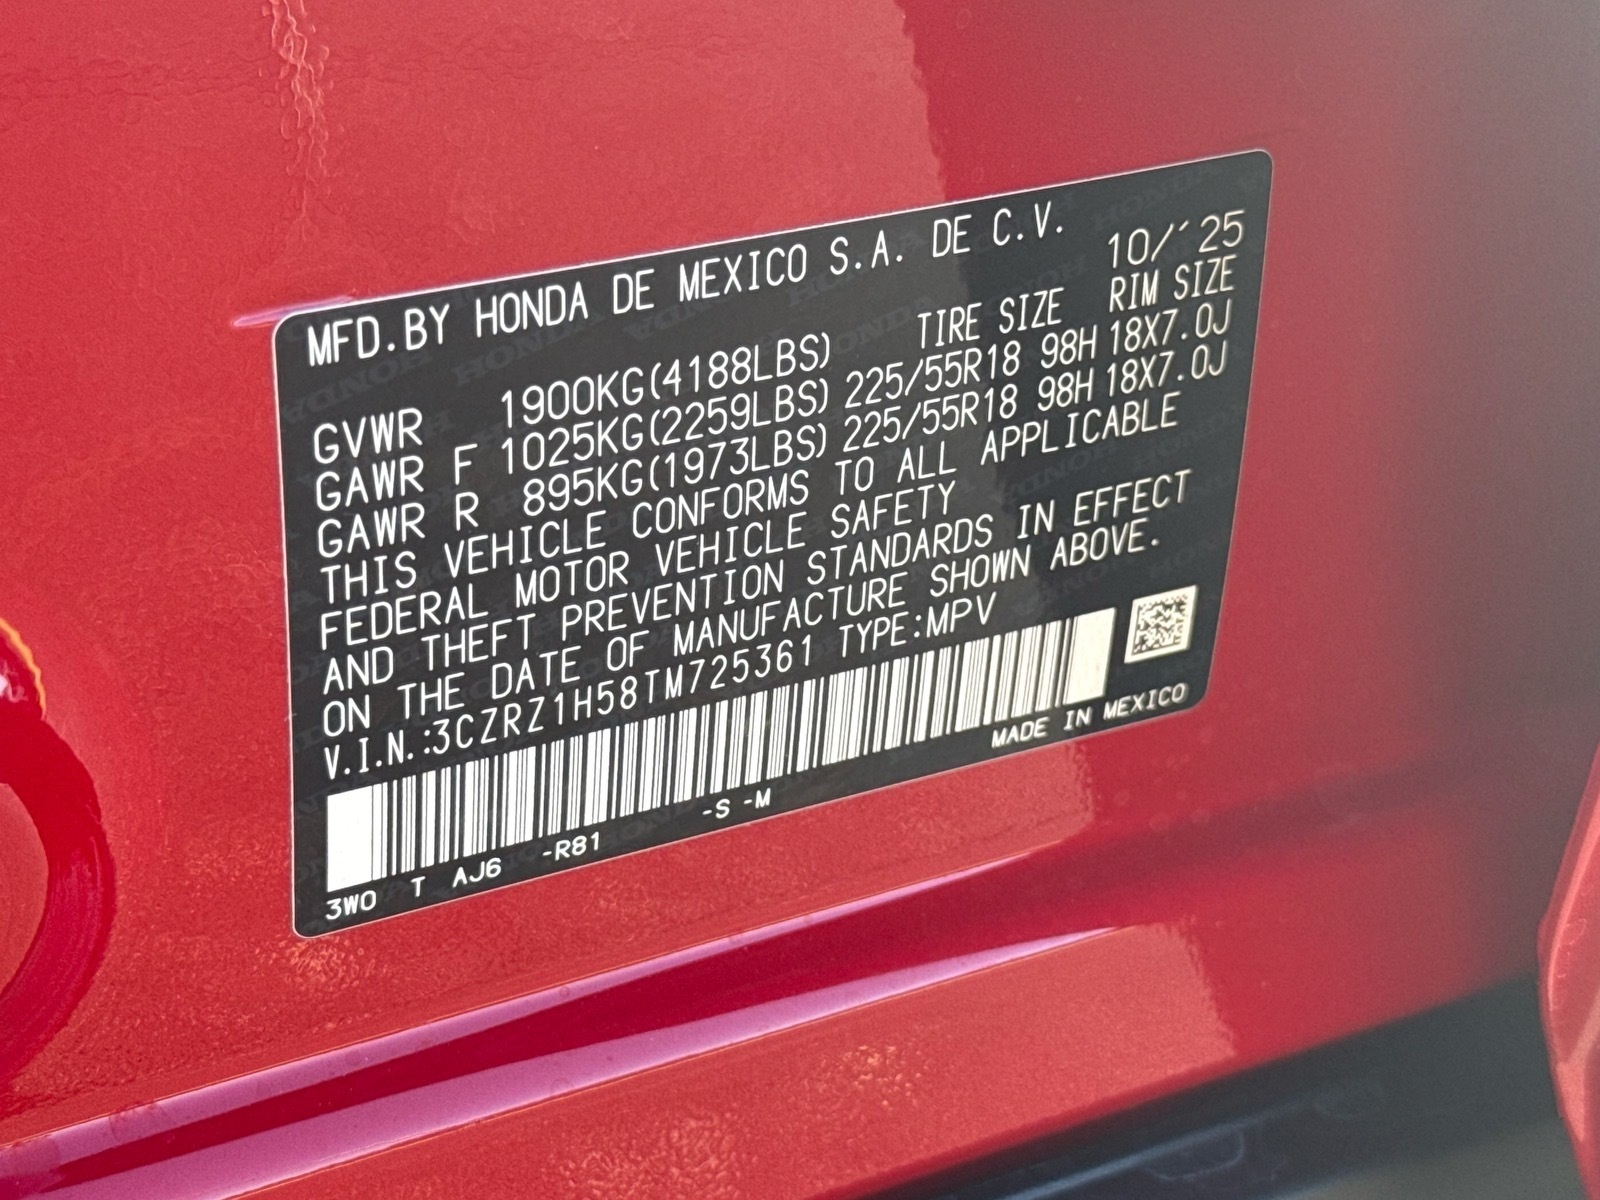 MFD.BY HONDA DE MEXICO S.A. DE C.V.
10/´25
TIRE SIZE RIM SIZE
GVWR 1900KG(4188LBS)
GAWR F 1025KG(2259LBS) 225/55R18 98H 18X7.0J
GAWR R 895KG(1973LBS) 225/55R18 98H 18X7.0J
THIS VEHICLE CONFORMS TO ALL APPLICABLE
FEDERAL MOTOR VEHICLE SAFETY
AND THEFT PREVENTION STANDARDS IN EFFECT
ON THE DATE OF MANUFACTURE SHOWN ABOVE.
V.I.N.:3CZRZ1H58TM725361 TYPE:MPV
MADE IN MEXICO
3W0 T AJ6 -R81 -S -M